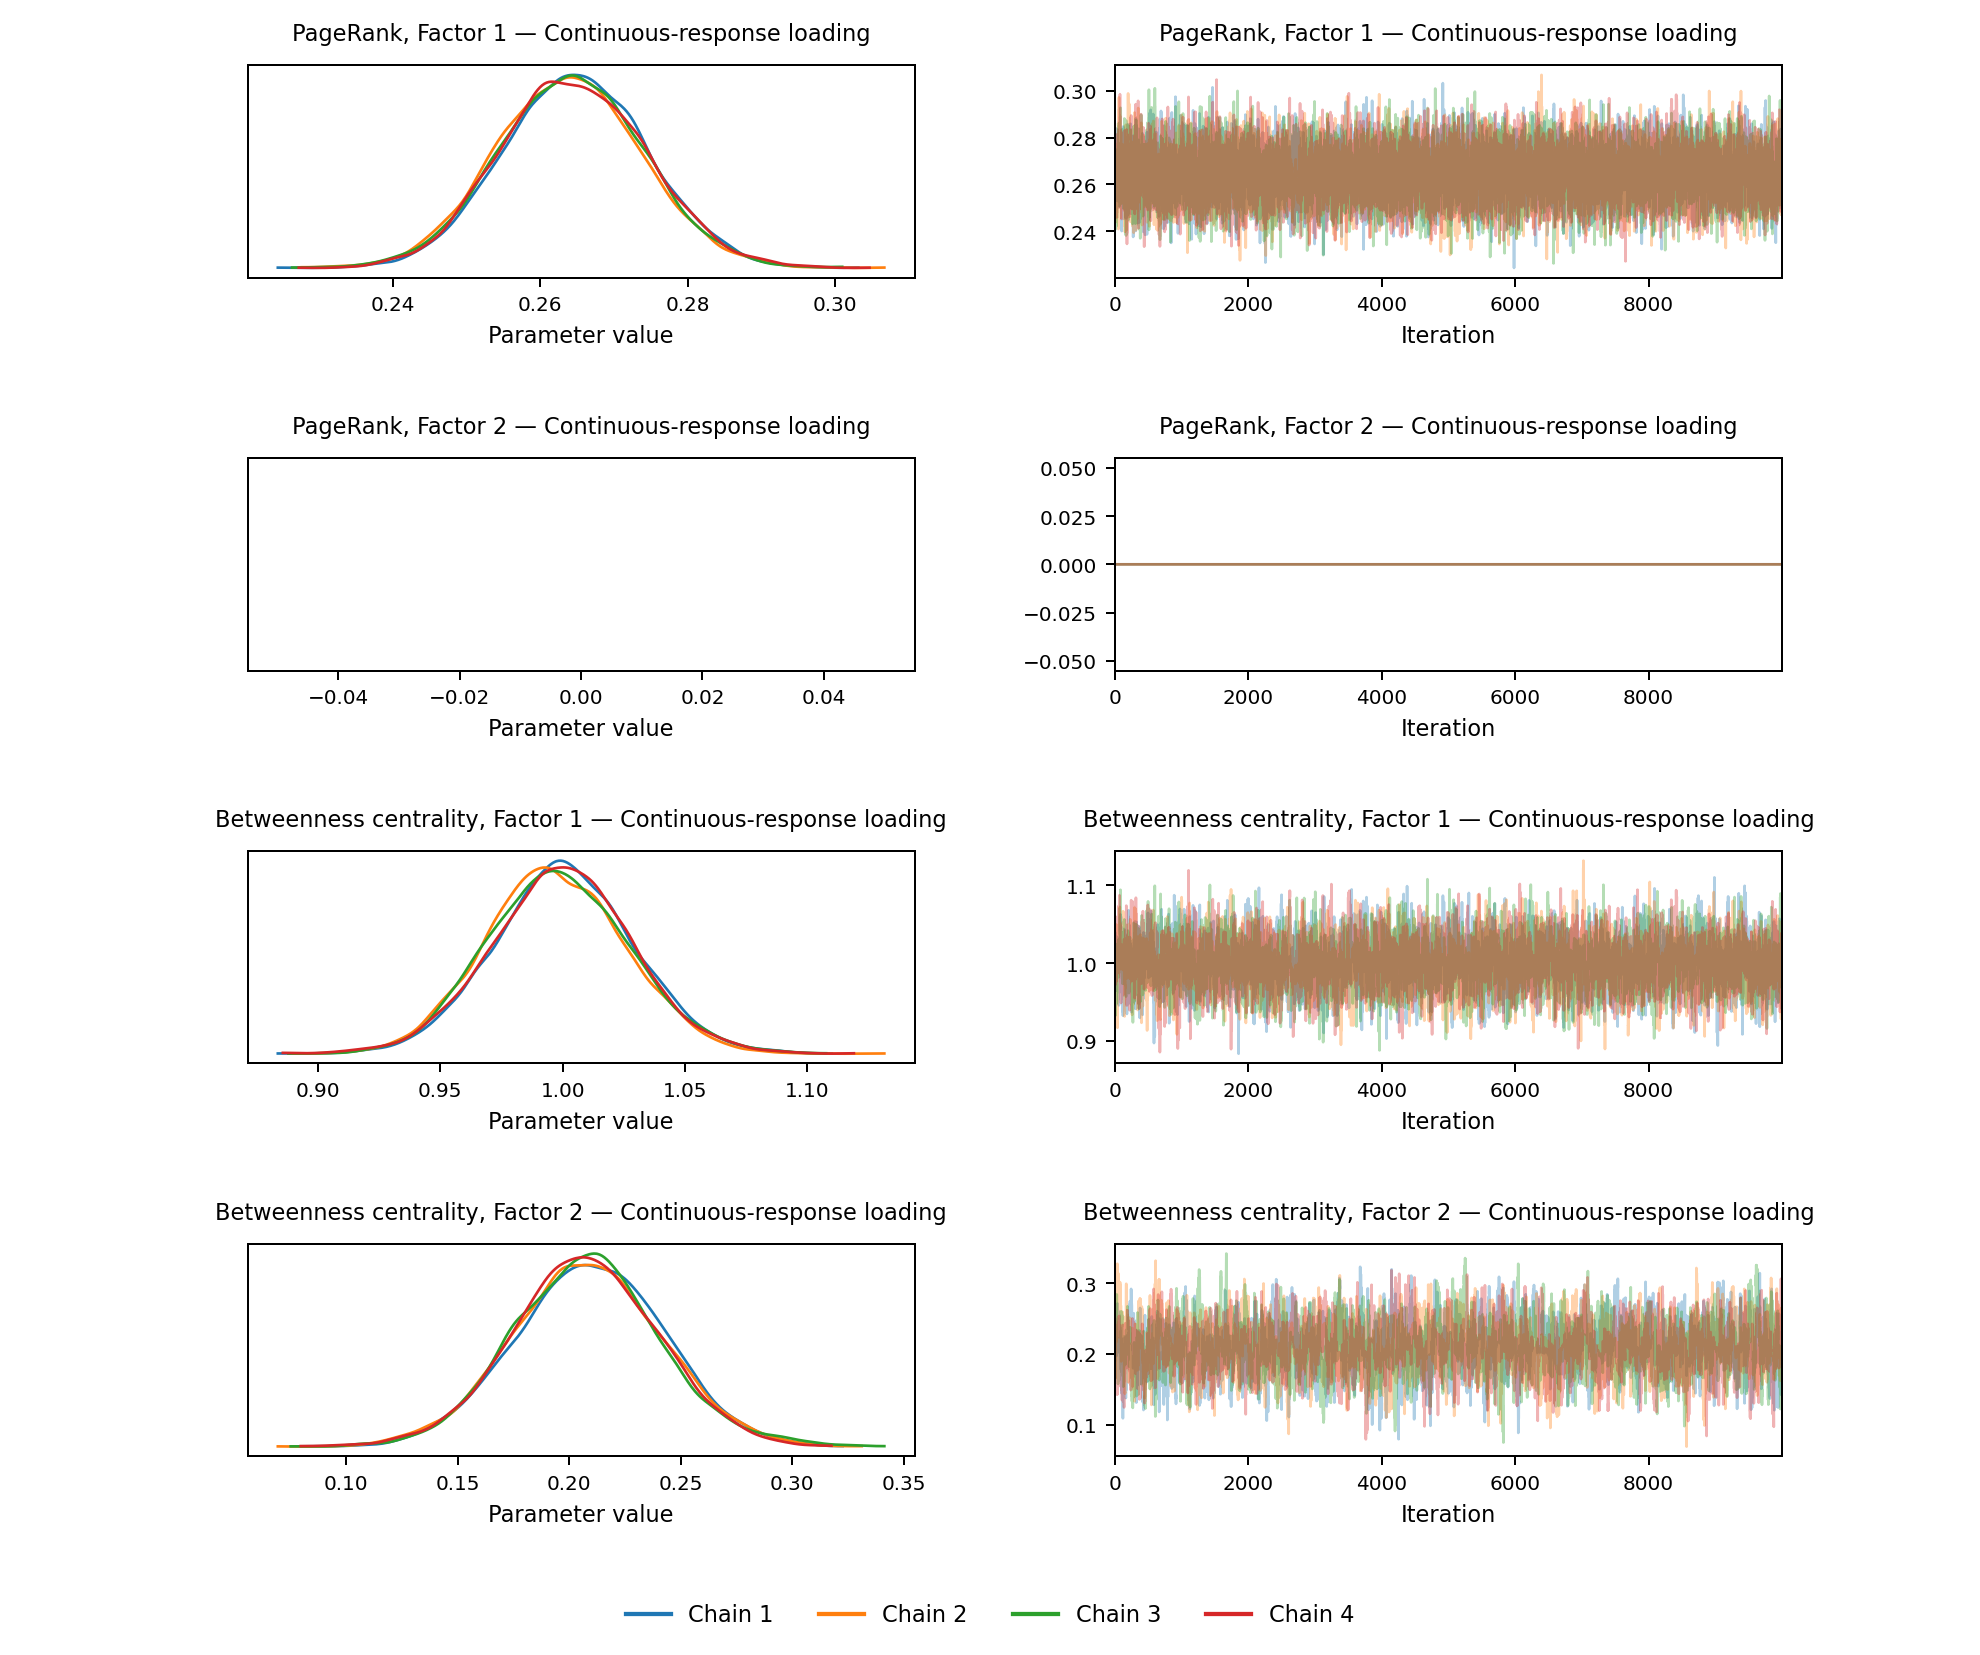 PageRank, Factor 1 — Continuous-response loading
0.24 0.26 0.28 0.30
Parameter value
PageRank, Factor 1 — Continuous-response loading
0.30
0.28
0.26
0.24
0 2000 4000 6000 8000
Iteration
PageRank, Factor 2 — Continuous-response loading
−0.04 −0.02 0.00 0.02 0.04
Parameter value
PageRank, Factor 2 — Continuous-response loading
0.050
0.025
0.000
−0.025
−0.050
0 2000 4000 6000 8000
Iteration
Betweenness centrality, Factor 1 — Continuous-response loading
0.90 0.95 1.00 1.05 1.10
Parameter value
Betweenness centrality, Factor 1 — Continuous-response loading
1.1
1.0
0.9
0 2000 4000 6000 8000
Iteration
Betweenness centrality, Factor 2 — Continuous-response loading
0.10 0.15 0.20 0.25 0.30 0.35
Parameter value
Betweenness centrality, Factor 2 — Continuous-response loading
0.3
0.2
0.1
0 2000 4000 6000 8000
Iteration
Chain 1 Chain 2 Chain 3 Chain 4